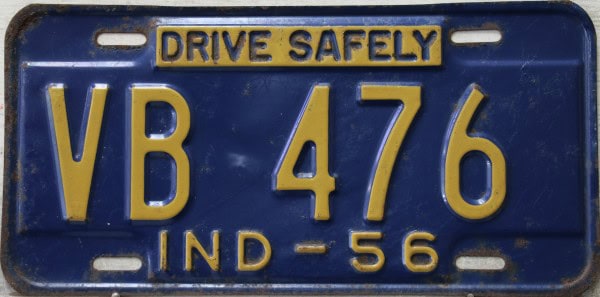 DRIVE SAFELY
VB 476
IND - 56